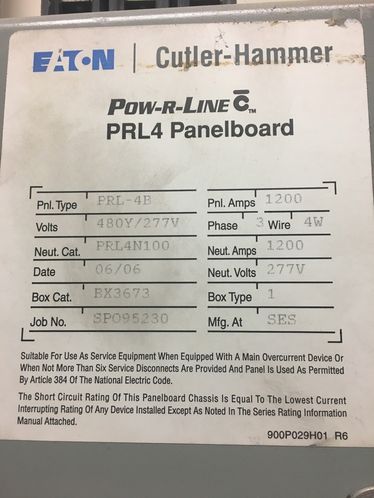 EATON | Cutler-Hammer
POW-R-LINE C™
PRL4 Panelboard
Pnl. Type PRL-4B Pnl. Amps 1200
Volts 480Y/277V Phase 3 Wire 4W
Neut. Cat. PRL4N100 Neut. Amps 1200
Date 06/06 Neut. Volts 277V
Box Cat. BX3673 Box Type 1
Job No. SPO95230 Mfg. At SES
Suitable For Use As Service Equipment When Equipped With A Main Overcurrent Device Or
When Not More Than Six Service Disconnects Are Provided And Panel Is Used As Permitted
By Article 384 Of The National Electric Code.
The Short Circuit Rating Of This Panelboard Chassis Is Equal To The Lowest Current
Interrupting Rating Of Any Device Installed Except As Noted In The Series Rating Information
Manual Attached.
900P029H01 R6